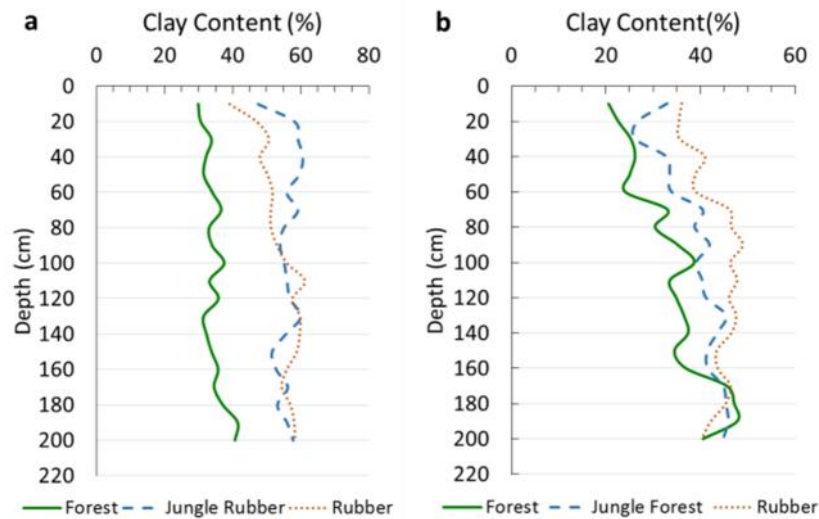 a
Clay Content (%)
0 20 40 60 80
0
20
40
60
80
100
120
140
160
180
200
220
Depth (cm)
Forest Jungle Rubber Rubber
b
Clay Content(%)
0 20 40 60
0
20
40
60
80
100
120
140
160
180
200
220
Depth (cm)
Forest Jungle Forest Rubber